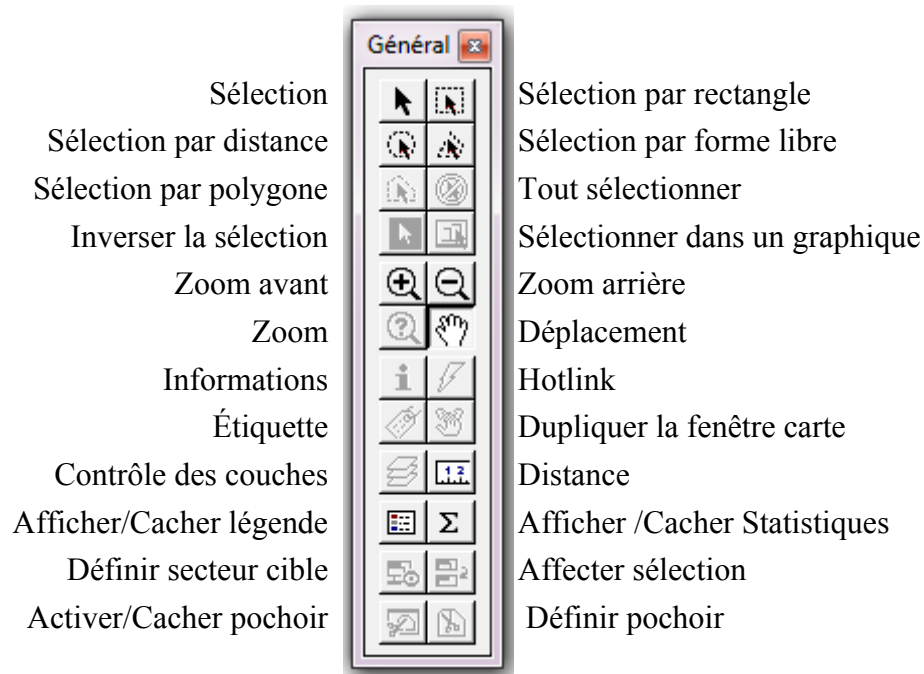 Général
Sélection Sélection par rectangle
Sélection par distance Sélection par forme libre
Sélection par polygone Tout sélectionner
Inverser la sélection Sélectionner dans un graphique
Zoom avant Zoom arrière
Zoom Déplacement
Informations Hotlink
Étiquette Dupliquer la fenêtre carte
Contrôle des couches 1 2 Distance
Afficher/Cacher légende Σ Afficher /Cacher Statistiques
Définir secteur cible Affecter sélection
Activer/Cacher pochoir Définir pochoir